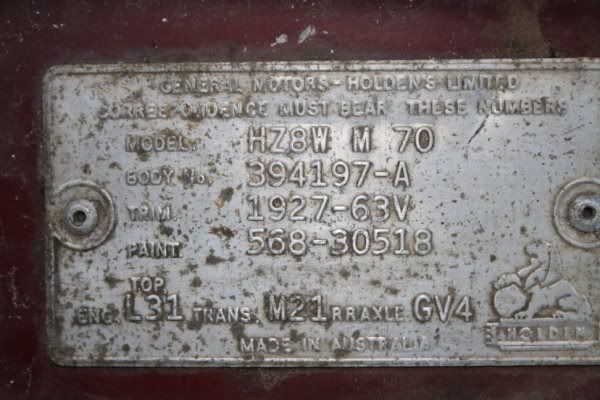 GENERAL MOTORS - HOLDEN'S LIMITED
CORRESPONDENCE MUST BEAR THESE NUMBERS
MODEL. HZ8W M 70
BODY No. 394197-A
TRIM. 1927-63V
PAINT 568-30518
TOP
ENG. L31 TRANS. M21 RRAXLE GV4
HOLDEN
MADE IN AUSTRALIA